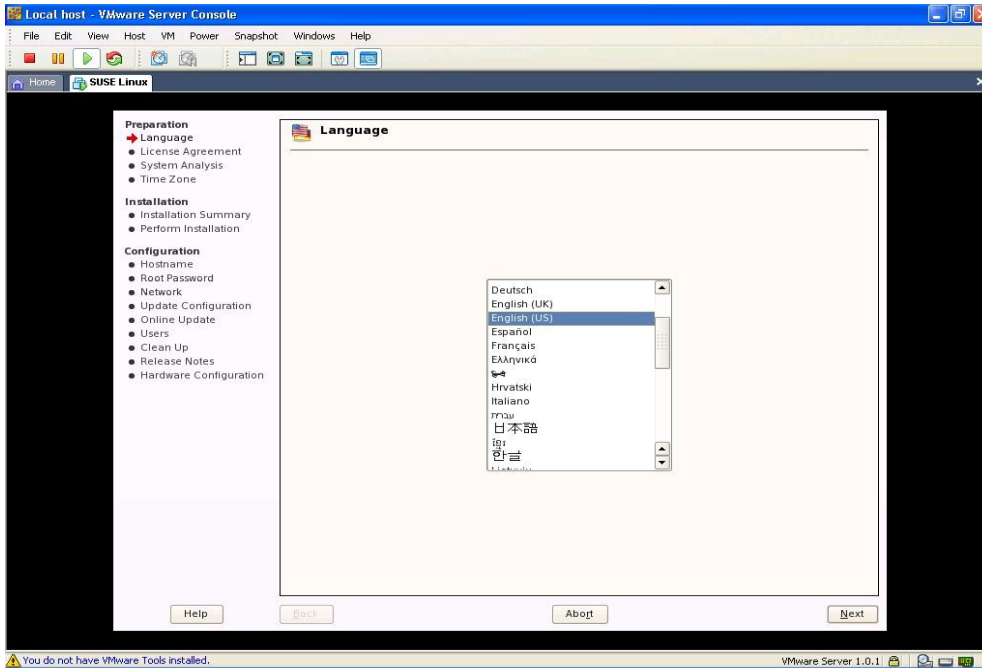 Local host - VMware Server Console
File Edit View Host VM Power Snapshot Windows Help
Home SUSE Linux
Preparation
Language
License Agreement
System Analysis
Time Zone
Installation
Installation Summary
Perform Installation
Configuration
Hostname
Root Password
Network
Update Configuration
Online Update
Users
Clean Up
Release Notes
Hardware Configuration
Language
Deutsch
English (UK)
English (US)
Español
Français
Ελληνικά
Hrvatski
Italiano
עברית
日本語
ខ្មែរ
한글
Help Back Abort Next
You do not have VMware Tools installed.
VMware Server 1.0.1